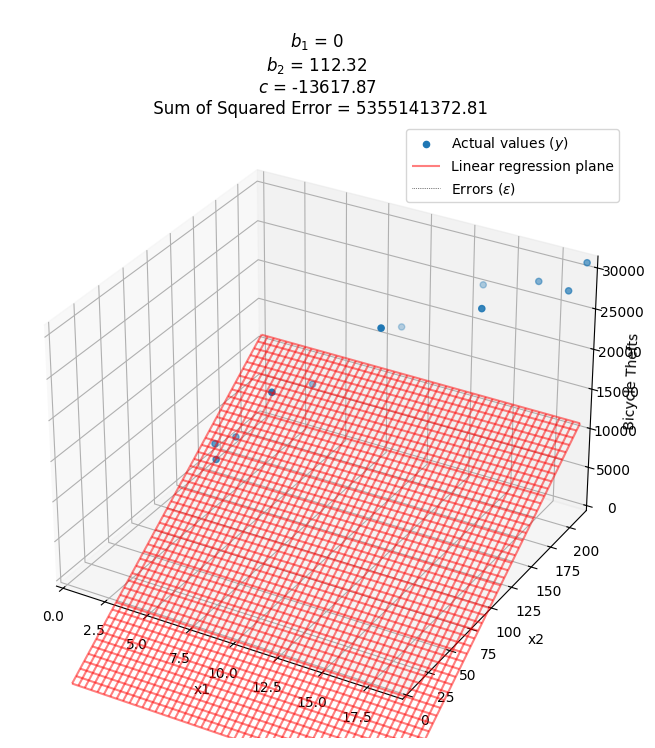 b₁ = 0
b₂ = 112.32
c = -13617.87
Sum of Squared Error = 5355141372.81
Actual values (y)
Linear regression plane
Errors (ε)
30000
25000
20000
15000
10000
5000
0
Bicycle Thefts
200
175
150
125
100
75
50
25
0
x2
0.0
2.5
5.0
7.5
10.0
12.5
15.0
17.5
x1